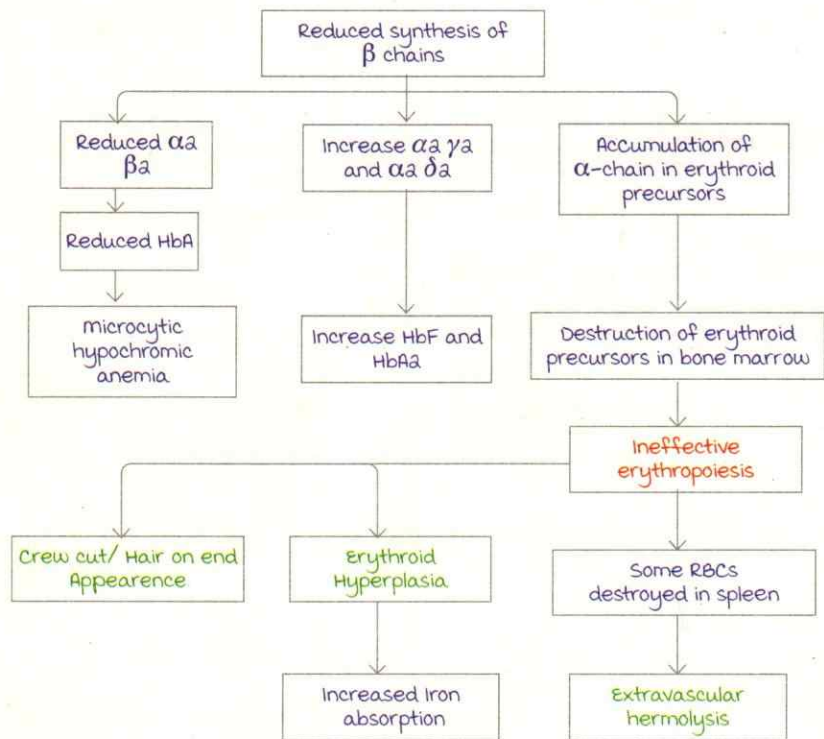 Reduced synthesis of
β chains
Reduced α2
β2
Increase α2 γ2
and α2 δ2
Accumulation of
α-chain in erythroid
precursors
Reduced HbA
microcytic
hypochromic
anemia
Increase HbF and
HbA2
Destruction of erythroid
precursors in bone marrow
Ineffective
erythropoiesis
Crew cut/ Hair on end
Appearence
Erythroid
Hyperplasia
Some RBCs
destroyed in spleen
Increased Iron
absorption
Extravascular
hermolysis